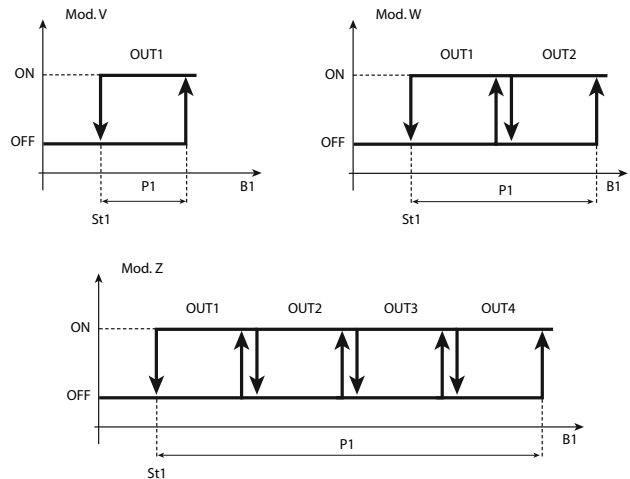 Mod. V
OUT1
ON
OFF
P1
B1
St1
Mod. W
OUT1 OUT2
ON
OFF
P1
B1
St1
Mod. Z
OUT1 OUT2 OUT3 OUT4
ON
OFF
P1
B1
St1